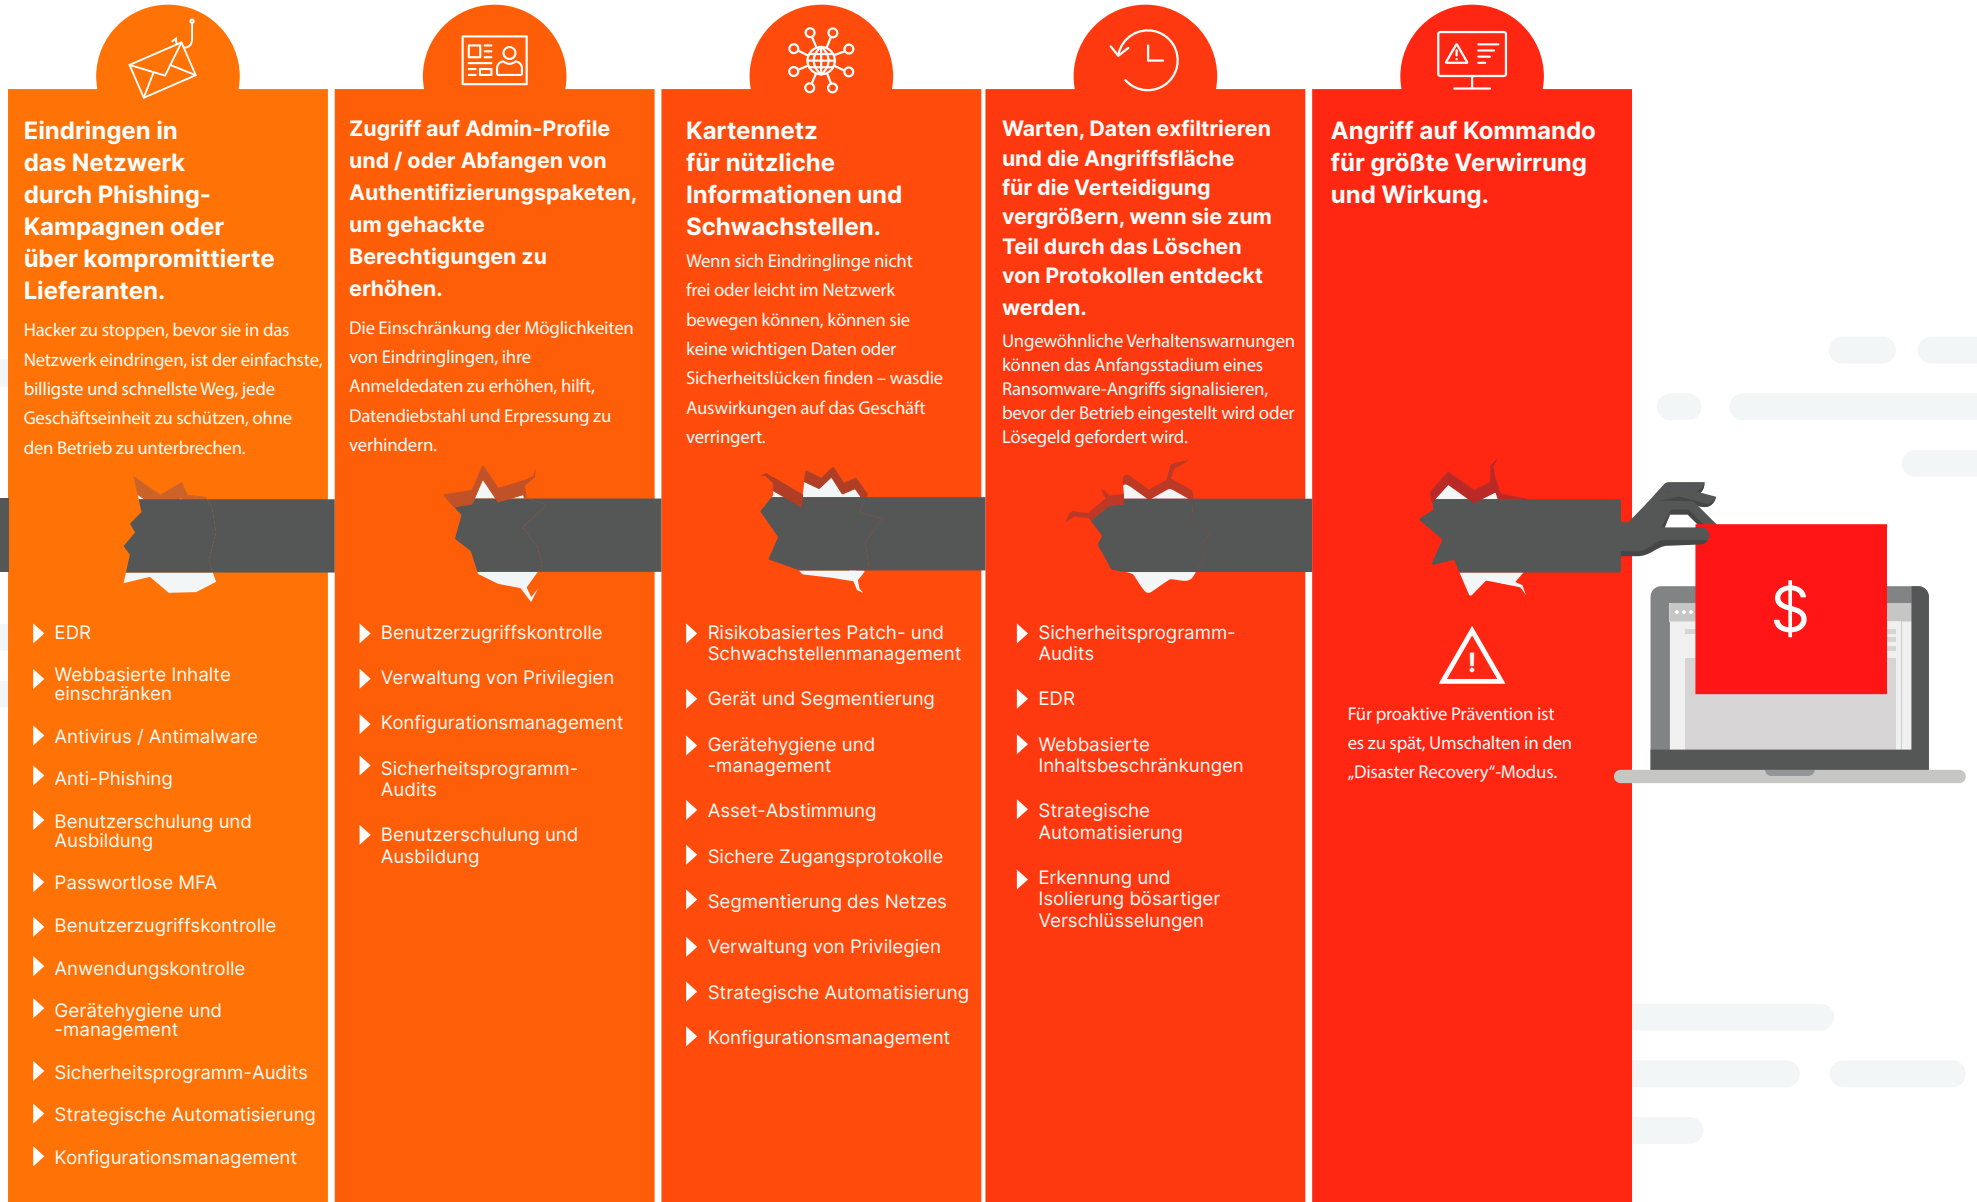 Eindringen in
das Netzwerk
durch Phishing-
Kampagnen oder
über kompromittierte
Lieferanten.
Hacker zu stoppen, bevor sie in das
Netzwerk eindringen, ist der einfachste,
billigste und schnellste Weg, jede
Geschäftseinheit zu schützen, ohne
den Betrieb zu unterbrechen.
EDR
Webbasierte Inhalte
einschränken
Antivirus / Antimalware
Anti-Phishing
Benutzerschulung und
Ausbildung
Passwortlose MFA
Benutzerzugriffskontrolle
Anwendungskontrolle
Gerätehygiene und
-management
Sicherheitsprogramm-Audits
Strategische Automatisierung
Konfigurationsmanagement
Zugriff auf Admin-Profile
und / oder Abfangen von
Authentifizierungspaketen,
um gehackte
Berechtigungen zu
erhöhen.
Die Einschränkung der Möglichkeiten
von Eindringlingen, ihre
Anmeldedaten zu erhöhen, hilft,
Datendiebstahl und Erpressung zu
verhindern.
Benutzerzugriffskontrolle
Verwaltung von Privilegien
Konfigurationsmanagement
Sicherheitsprogramm-
Audits
Benutzerschulung und
Ausbildung
Kartennetz
für nützliche
Informationen und
Schwachstellen.
Wenn sich Eindringlinge nicht
frei oder leicht im Netzwerk
bewegen können, können sie
keine wichtigen Daten oder
Sicherheitslücken finden – wasdie
Auswirkungen auf das Geschäft
verringert.
Risikobasiertes Patch- und
Schwachstellenmanagement
Gerät und Segmentierung
Gerätehygiene und
-management
Asset-Abstimmung
Sichere Zugangsprotokolle
Segmentierung des Netzes
Verwaltung von Privilegien
Strategische Automatisierung
Konfigurationsmanagement
Warten, Daten exfiltrieren
und die Angriffsfläche
für die Verteidigung
vergrößern, wenn sie zum
Teil durch das Löschen
von Protokollen entdeckt
werden.
Ungewöhnliche Verhaltenswarnungen
können das Anfangsstadium eines
Ransomware-Angriffs signalisieren,
bevor der Betrieb eingestellt wird oder
Lösegeld gefordert wird.
Sicherheitsprogramm-
Audits
EDR
Webbasierte
Inhaltsbeschränkungen
Strategische
Automatisierung
Erkennung und
Isolierung bösartiger
Verschlüsselungen
Angriff auf Kommando
für größte Verwirrung
und Wirkung.
Für proaktive Prävention ist
es zu spät, Umschalten in den
„Disaster Recovery“-Modus.
$